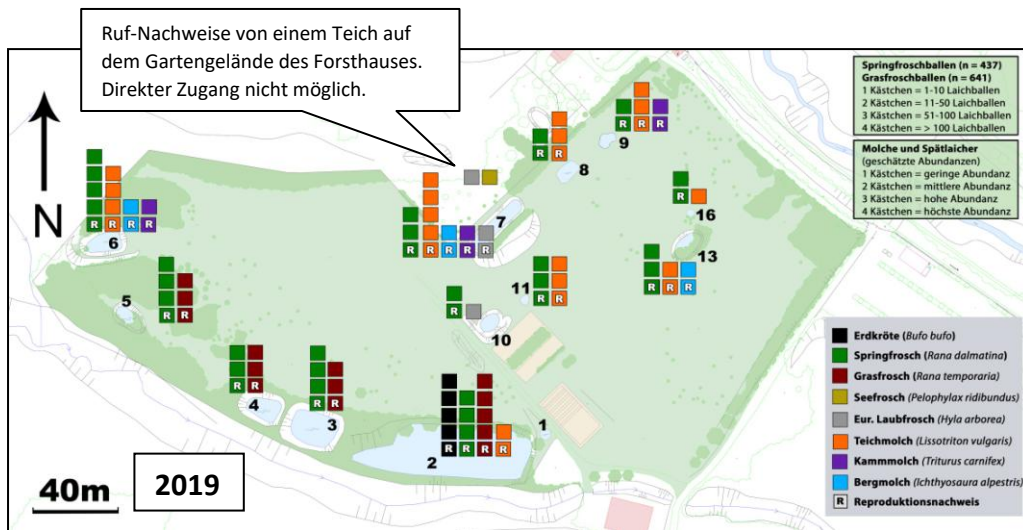 Ruf-Nachweise von einem Teich auf
dem Gartengelände des Forsthauses.
Direkter Zugang nicht möglich.
Springfroschballen (n = 437)
Grasfroschballen (n = 641)
1 Kästchen = 1-10 Laichballen
2 Kästchen = 11-50 Laichballen
3 Kästchen = 51-100 Laichballen
4 Kästchen = > 100 Laichballen
Molche und Spätlaicher
(geschätzte Abundanzen)
1 Kästchen = geringe Abundanz
2 Kästchen = mittlere Abundanz
3 Kästchen = hohe Abundanz
4 Kästchen = höchste Abundanz
N
R R R
9
R R
8
R R R R
6
R R R R R
7
R
16
R R R
13
R R
5
R R
11
R
10
R R
4
R R
3
R R R R
2
1
Erdkröte (Bufo bufo)
Springfrosch (Rana dalmatina)
Grasfrosch (Rana temporaria)
Seefrosch (Pelophylax ridibundus)
Eur. Laubfrosch (Hyla arborea)
Teichmolch (Lissotriton vulgaris)
Kammmolch (Triturus carnifex)
Bergmolch (Ichthyosaura alpestris)
R Reproduktionsnachweis
40m
2019